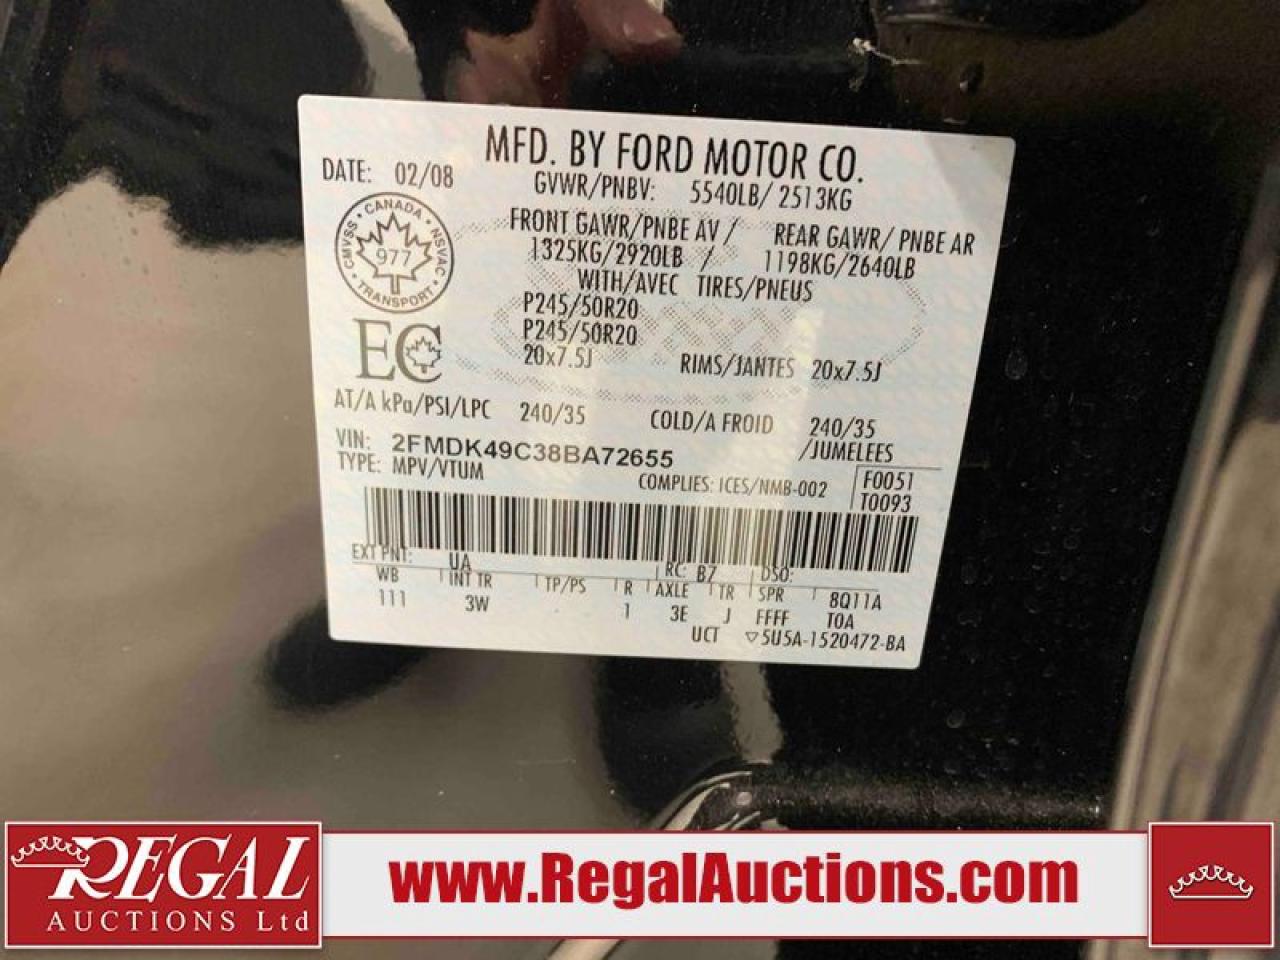 MFD. BY FORD MOTOR CO.
DATE: 02/08
GVWR/PNBV: 5540LB/ 2513KG
FRONT GAWR/PNBE AV / REAR GAWR/ PNBE AR
1325KG/2920LB / 1198KG/2640LB
WITH/AVEC TIRES/PNEUS
P245/50R20
P245/50R20
20x7.5J RIMS/JANTES 20x7.5J
CANADA
CMVSS NSVAC
977
TRANSPORT
EC
AT/A kPa/PSI/LPC 240/35 COLD/A FROID 240/35
/JUMELEES
VIN: 2FMDK49C38BA72655
TYPE: MPV/VTUM
COMPLIES: ICES/NMB-002
F0051
T0093
EXT PNT: UA RC: B7 DSO:
WB INT TR TP/PS R AXLE TR SPR 8Q11A
111 3W 1 3E J FFFF TOA
UCT ▽5U5A-1520472-BA
REGAL
AUCTIONS Ltd
www.RegalAuctions.com